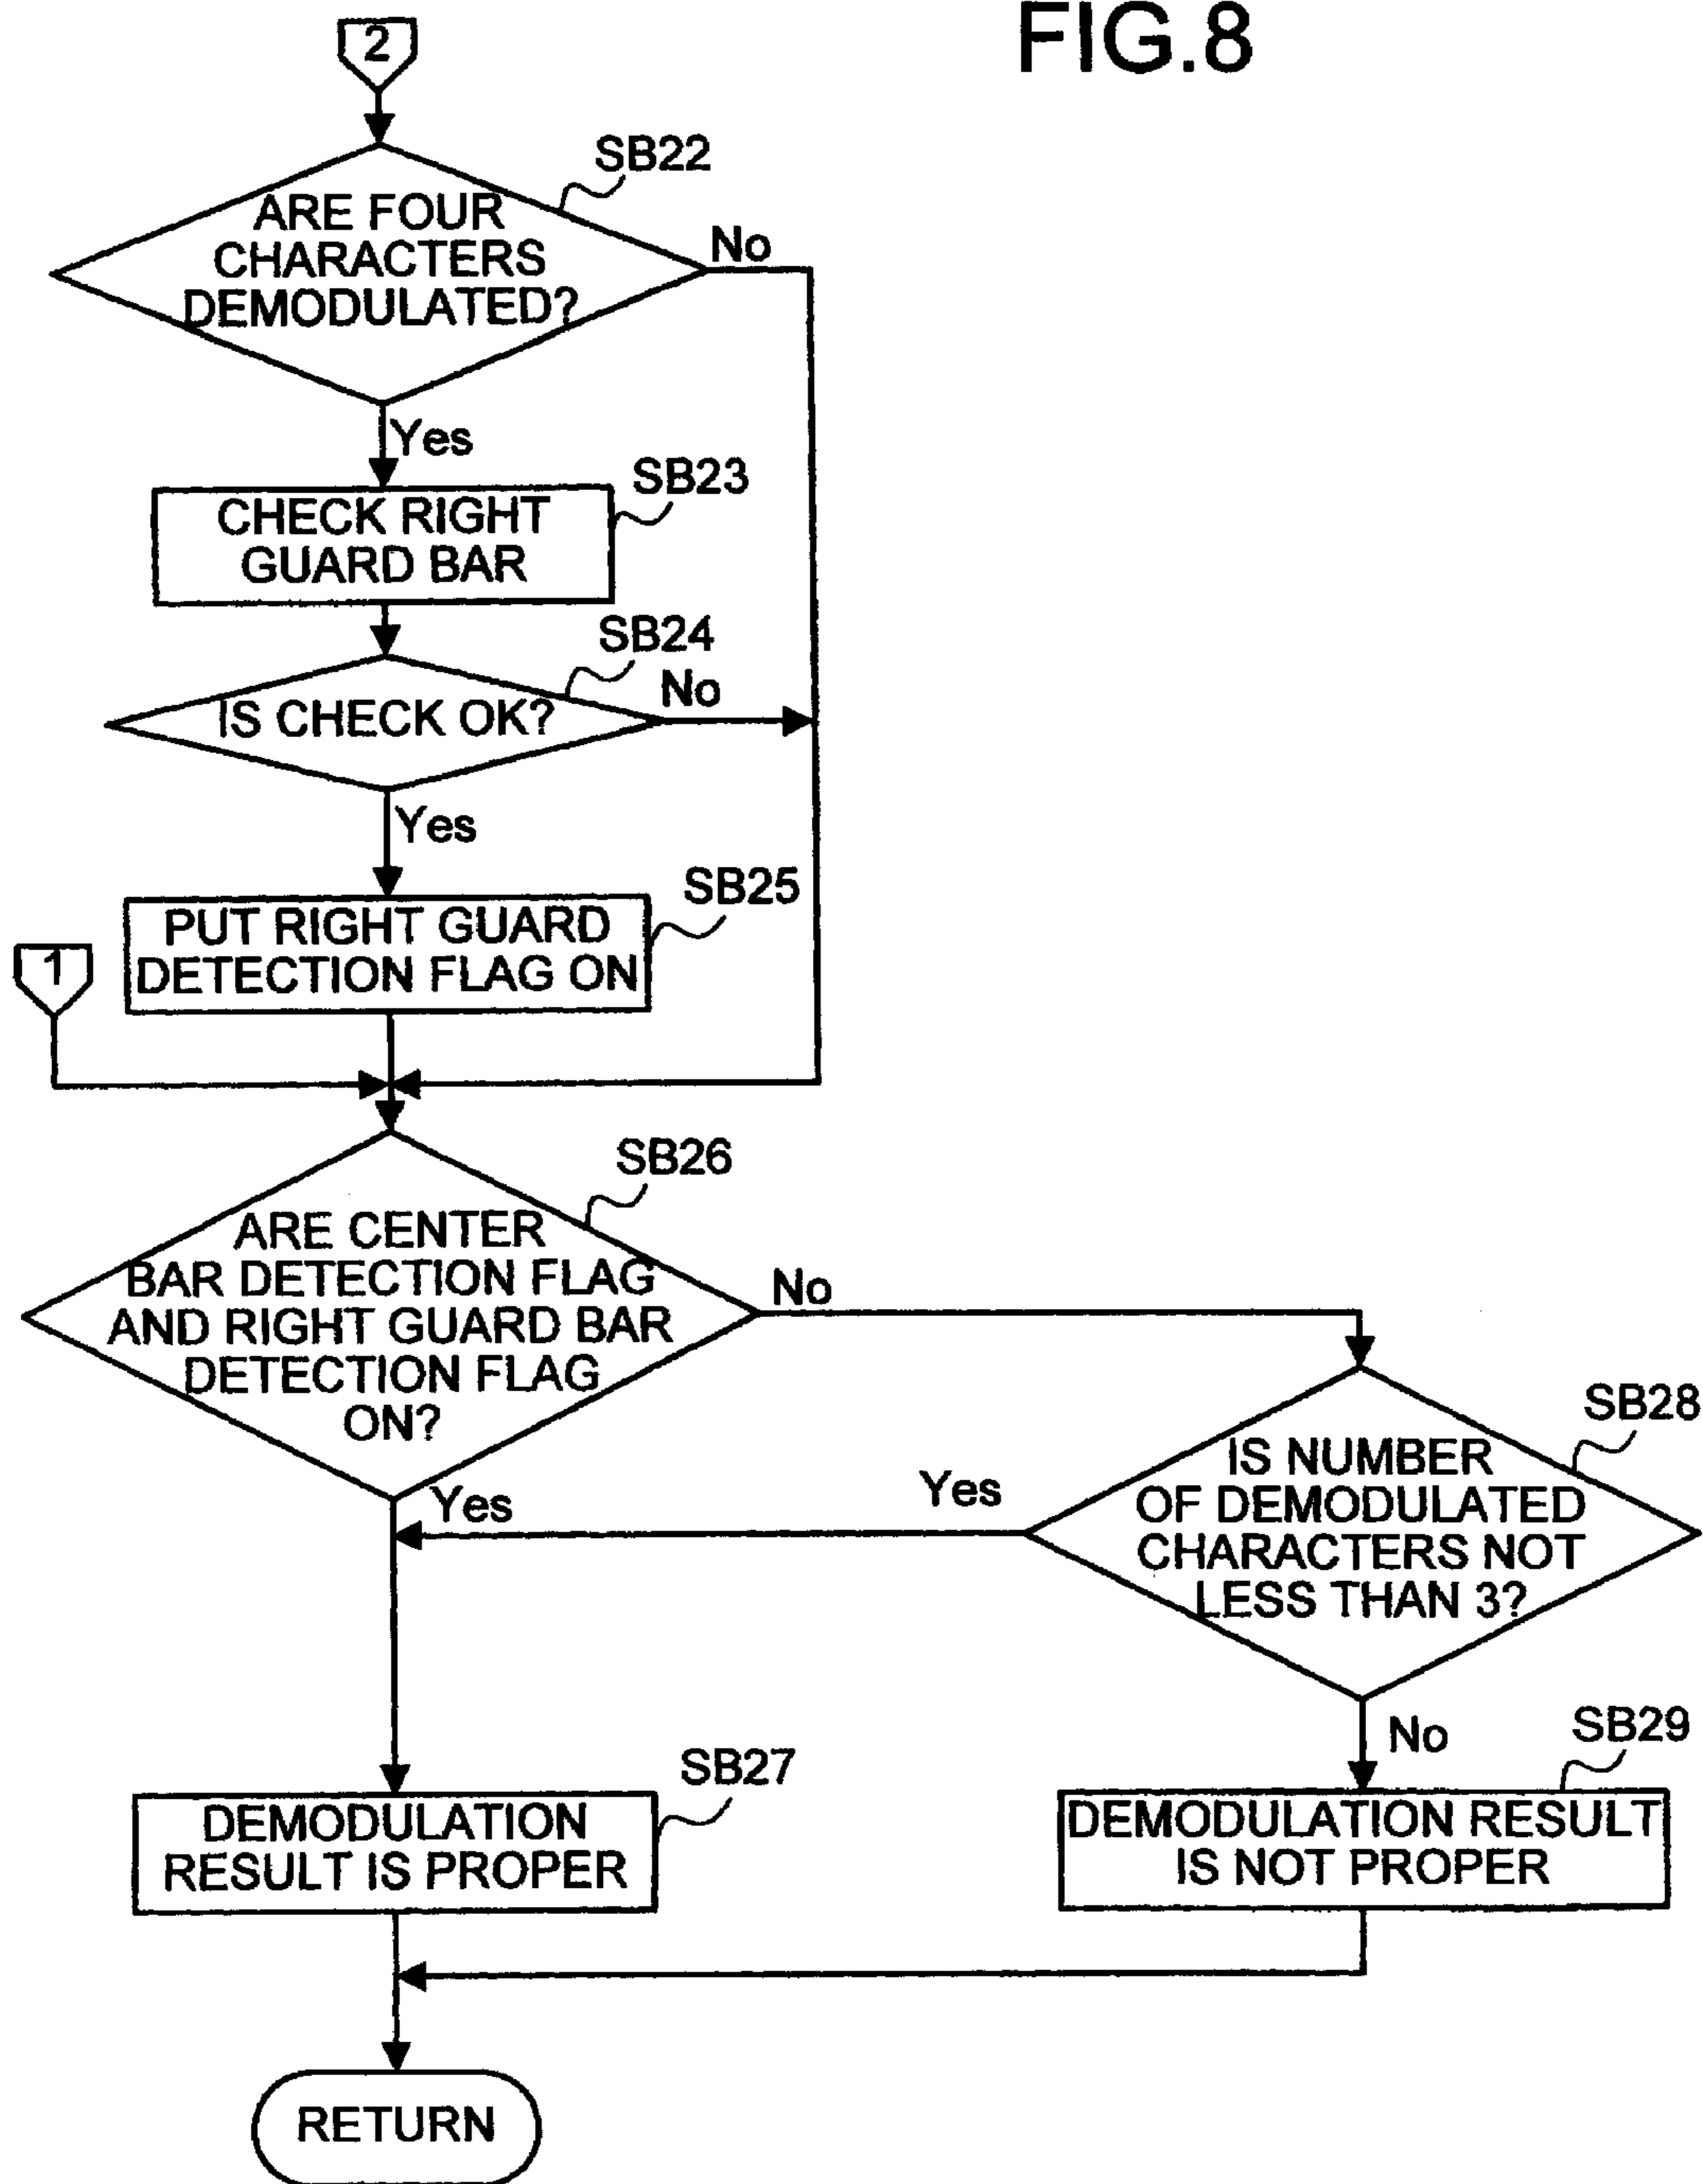 FIG.8
2
SB22
ARE FOUR
CHARACTERS
DEMODULATED?
No
Yes
SB23
CHECK RIGHT
GUARD BAR
SB24
IS CHECK OK?
No
Yes
SB25
PUT RIGHT GUARD
DETECTION FLAG ON
1
SB26
ARE CENTER
BAR DETECTION FLAG
AND RIGHT GUARD BAR
DETECTION FLAG
ON?
No
Yes
SB28
IS NUMBER
OF DEMODULATED
CHARACTERS NOT
LESS THAN 3?
Yes
No
SB27
DEMODULATION
RESULT IS PROPER
SB29
DEMODULATION RESULT
IS NOT PROPER
RETURN